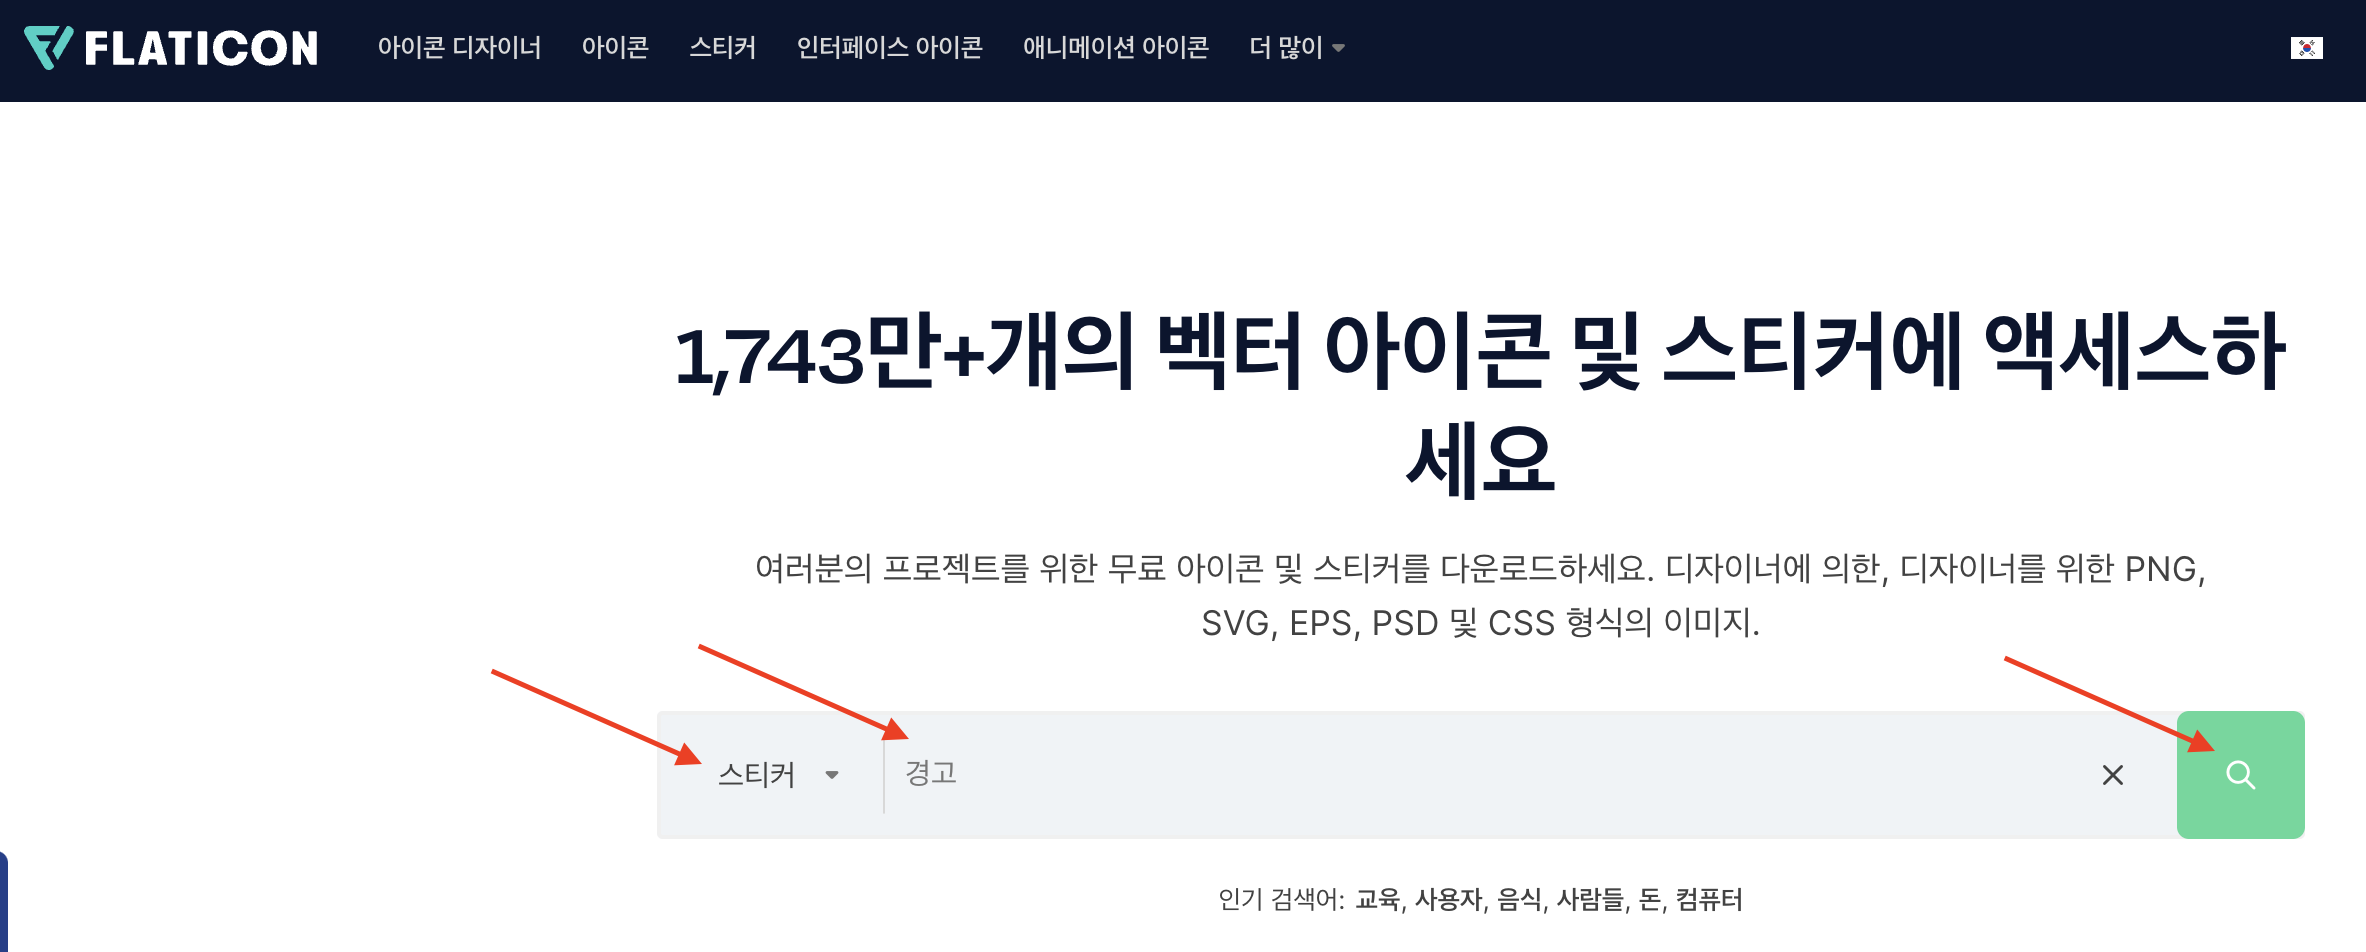 FLATICON 아이콘 디자이너 아이콘 스티커 인터페이스 아이콘 애니메이션 아이콘 더 많이
1,743만+개의 벡터 아이콘 및 스티커에 액세스하
세요
여러분의 프로젝트를 위한 무료 아이콘 및 스티커를 다운로드하세요. 디자이너에 의한, 디자이너를 위한 PNG,
SVG, EPS, PSD 및 CSS 형식의 이미지.
스티커 경고
인기 검색어: 교육, 사용자, 음식, 사람들, 돈, 컴퓨터